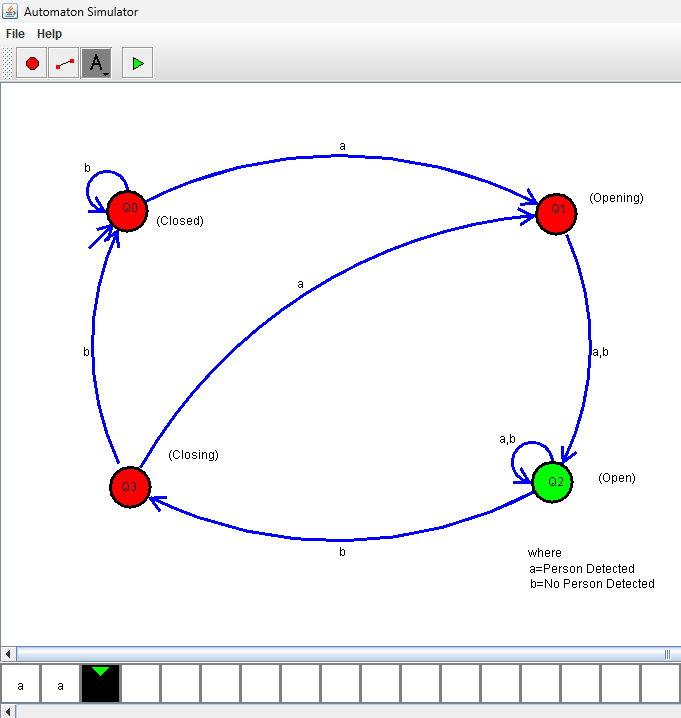 Automaton Simulator
File Help
A
a
b
Q0
(Closed)
Q1
(Opening)
a
b
a,b
(Closing)
a,b
Q3
Q2
(Open)
b
where
a=Person Detected
b=No Person Detected
a a